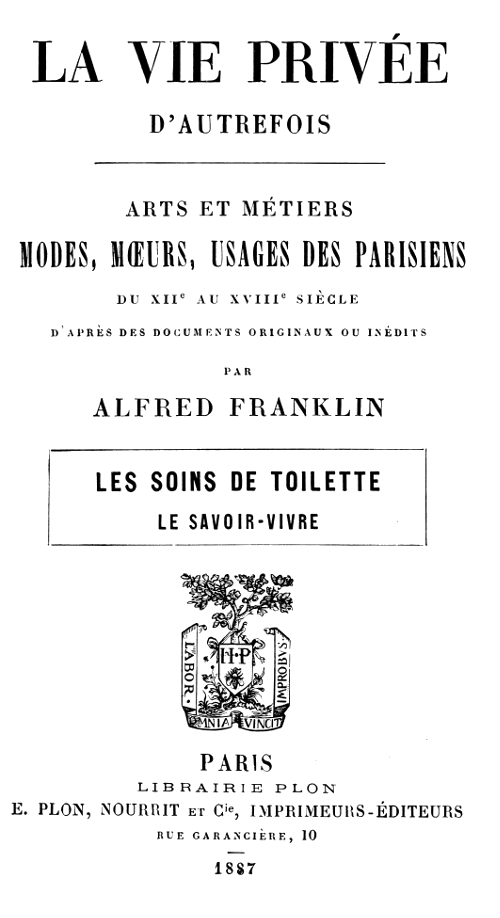 LA VIE PRIVÉE
D'AUTREFOIS
ARTS ET MÉTIERS
MODES, MŒURS, USAGES DES PARISIENS
DU XIIe AU XVIIIe SIÈCLE
D'APRÈS DES DOCUMENTS ORIGINAUX OU INÉDITS
PAR
ALFRED FRANKLIN
LES SOINS DE TOILETTE
LE SAVOIR-VIVRE
H·P
LABOR
OMNIA VINCIT
IMPROBVS
PARIS
LIBRAIRIE PLON
E. PLON, NOURRIT ET Cie, IMPRIMEURS-ÉDITEURS
RUE GARANCIÈRE, 10
1887